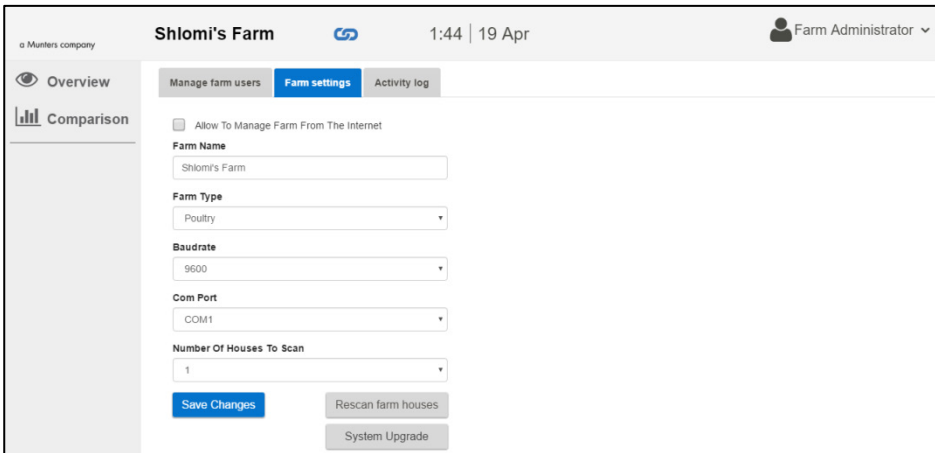 a Munters company
Shlomi's Farm
1:44 | 19 Apr
Farm Administrator
Overview
Comparison
Manage farm users
Farm settings
Activity log
Allow To Manage Farm From The Internet
Farm Name
Shlomi's Farm
Farm Type
Poultry
Baudrate
9600
Com Port
COM1
Number Of Houses To Scan
1
Save Changes
Rescan farm houses
System Upgrade